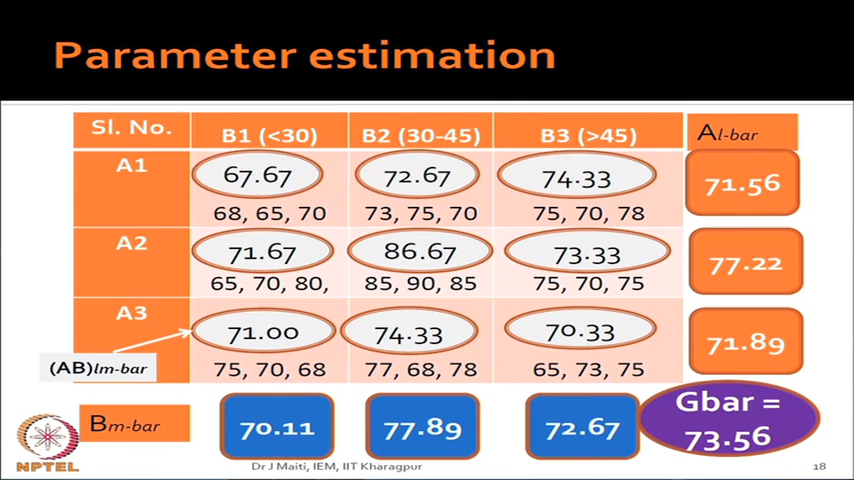 Parameter estimation
Sl. No. B1 (<30) B2 (30-45) B3 (>45) Al-bar
A1 67.67 72.67 74.33 71.56
68, 65, 70 73, 75, 70 75, 70, 78
A2 71.67 86.67 73.33 77.22
65, 70, 80, 85, 90, 85 75, 70, 75
A3 71.00 74.33 70.33 71.89
(AB)lm-bar 75, 70, 68 77, 68, 78 65, 73, 75
Bm-bar 70.11 77.89 72.67 Gbar =
73.56
NPTEL Dr J Maiti, IEM, IIT Kharagpur 18